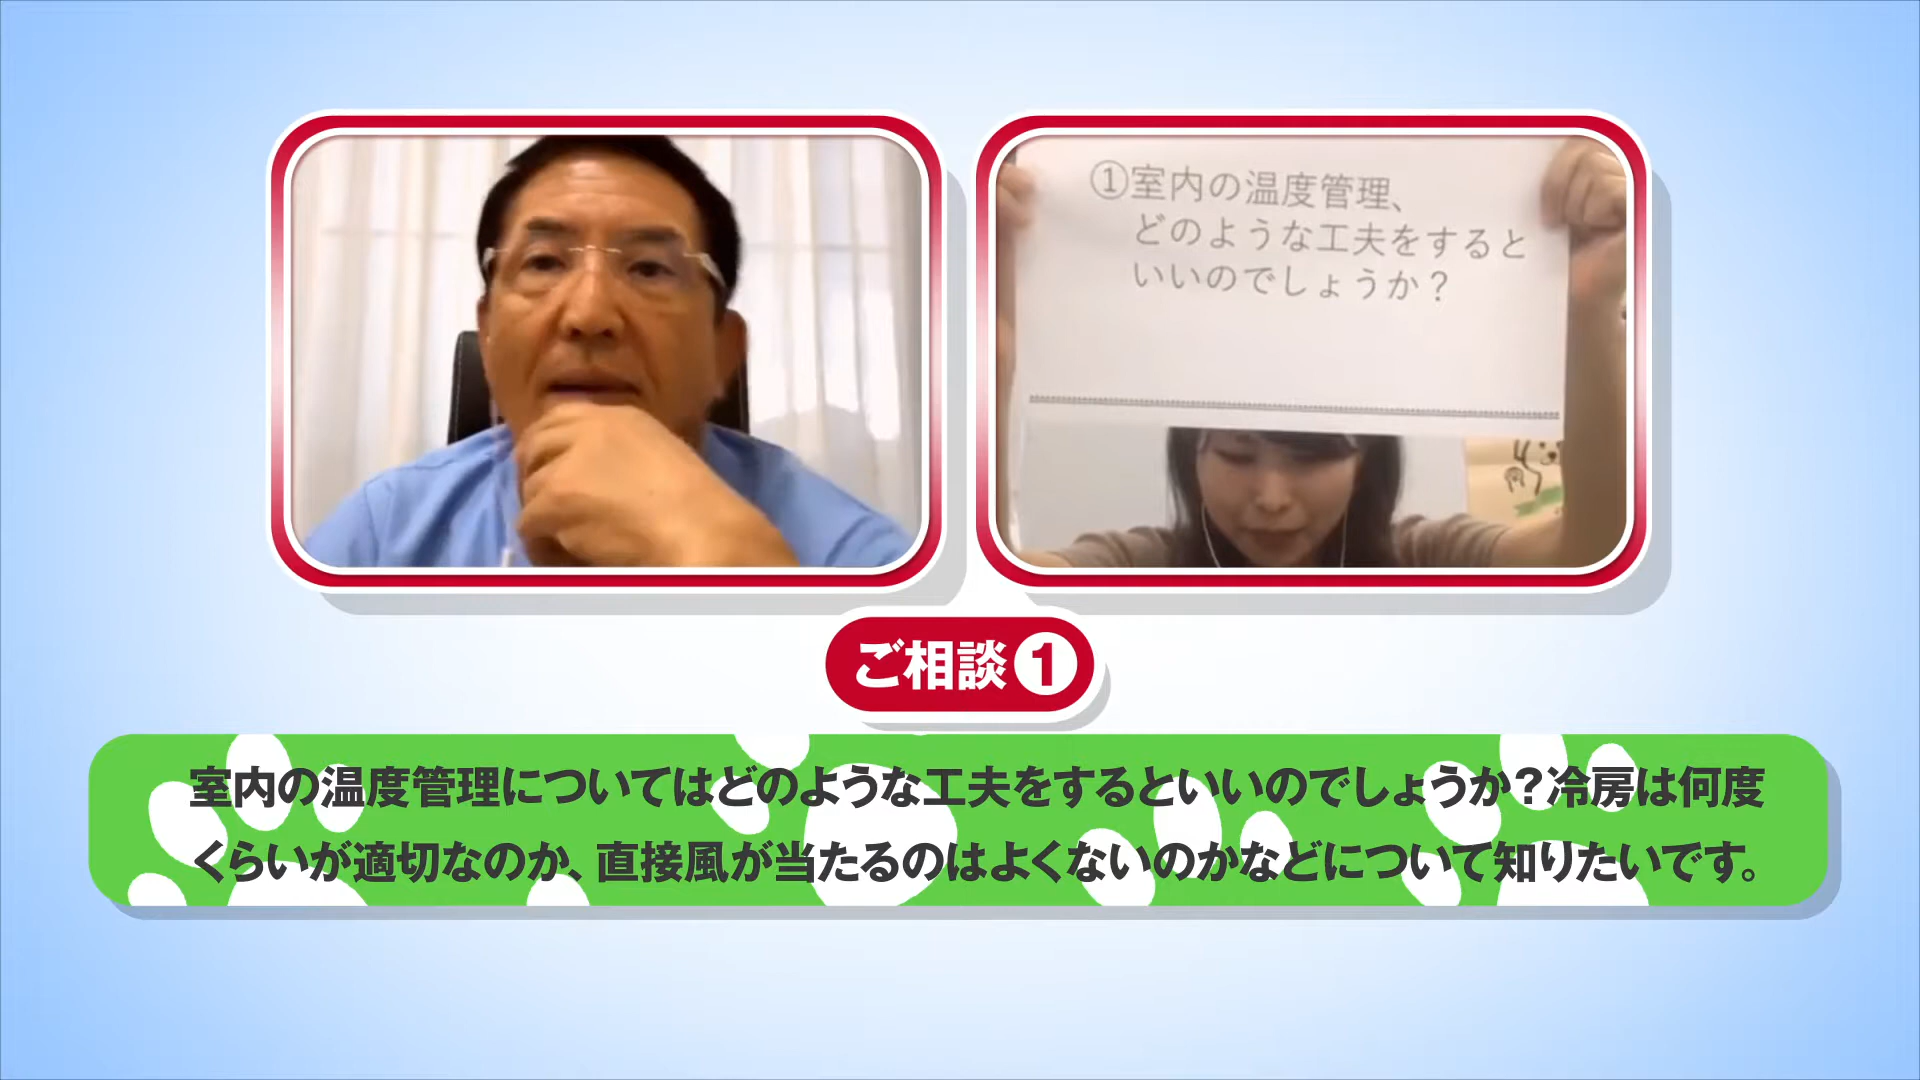 ①室内の温度管理、
どのような工夫をすると
いいのでしょうか？
ご相談1
室内の温度管理についてはどのような工夫をするといいのでしょうか？冷房は何度
くらいが適切なのか、直接風が当たるのはよくないのかなどについて知りたいです。